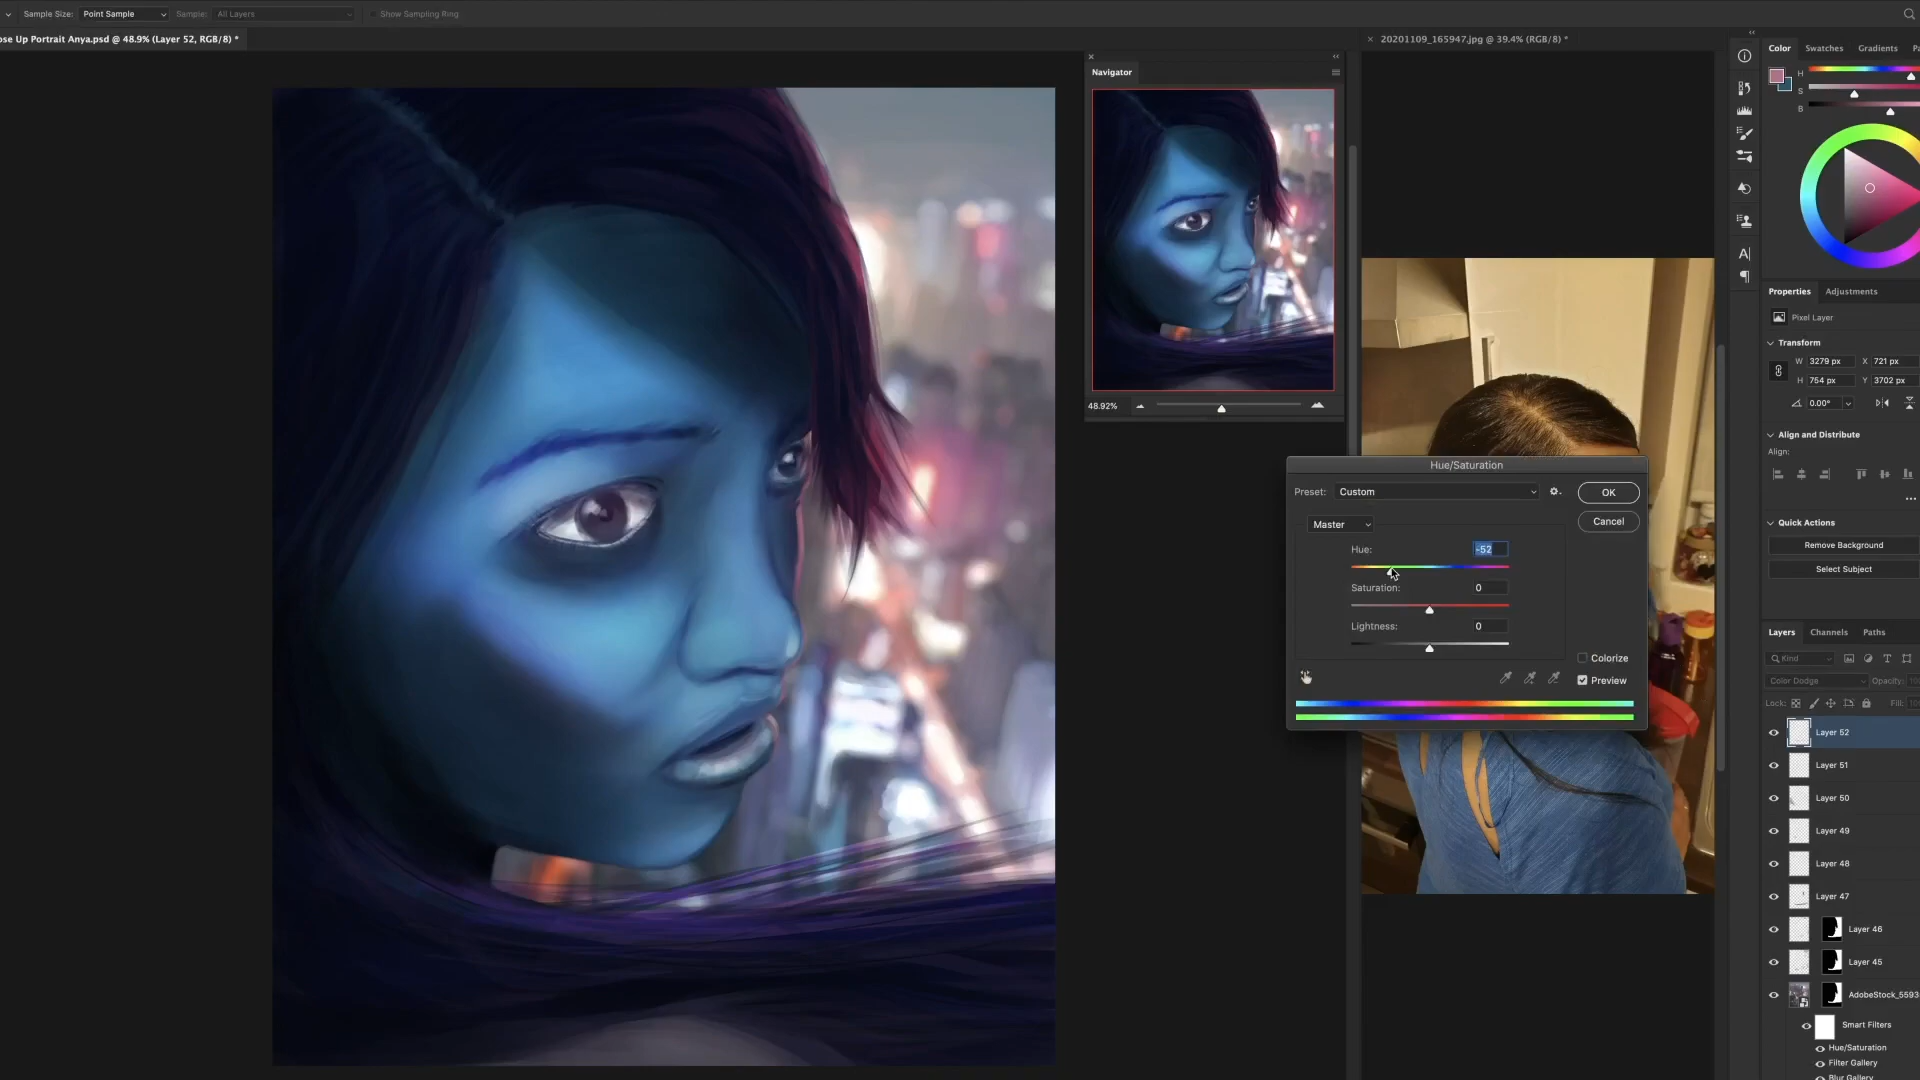 Sample Size: Point Sample Sample: All Layers Show Sampling Ring
ose Up Portrait Anya.psd @ 48.9% (Layer 52, RGB/8) *
× 20201109_165947.jpg @ 39.4% (RGB/8) *
Navigator
48.92%
Color Swatches Gradients Pa
H
S
B
Properties Adjustments
Pixel Layer
Transform
W 3279 px X 721 px
H 754 px Y 3702 px
0.00°
Align and Distribute
Align:
Quick Actions
Remove Background
Select Subject
Hue/Saturation
Preset: Custom
OK
Master
Cancel
Hue: -52
Saturation: 0
Lightness: 0
Colorize
Preview
Layers Channels Paths
Kind
Color Dodge Opacity: 100
Lock: Fill:
Layer 52
Layer 51
Layer 50
Layer 49
Layer 48
Layer 47
Layer 46
Layer 45
AdobeStock_5593
Smart Filters
Hue/Saturation
Filter Gallery
Blur Gallery